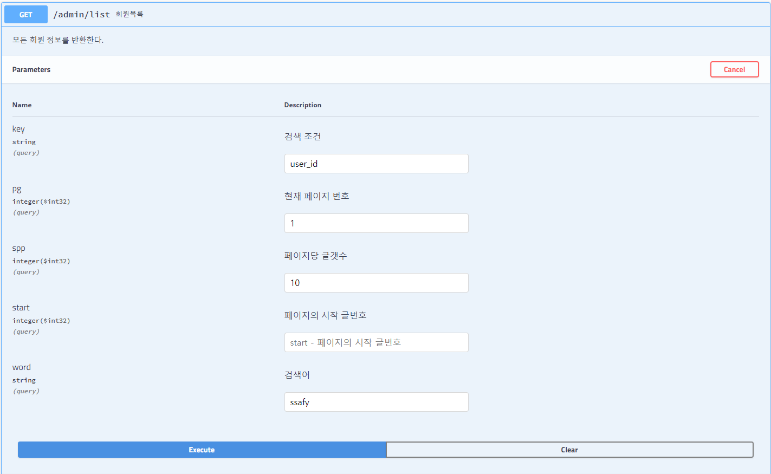 GET /admin/list 회원목록
모든 회원 정보를 반환한다.
Parameters Cancel
Name Description
key 검색 조건
string
(query) user_id
pg 현재 페이지 번호
integer($int32)
(query) 1
spp 페이지당 글갯수
integer($int32)
(query) 10
start 페이지의 시작 글번호
integer($int32)
(query) start - 페이지의 시작 글번호
word 검색어
string
(query) ssafy
Execute Clear